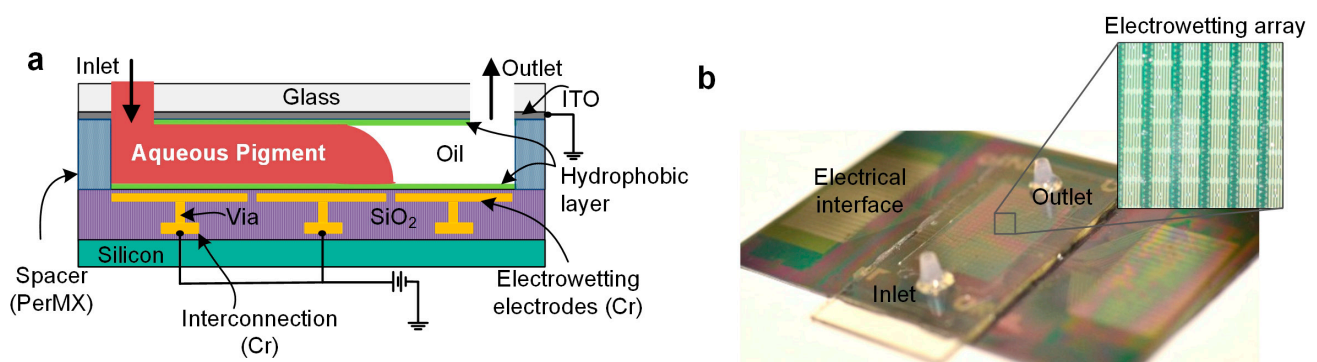 a
Inlet
Outlet
Glass
ITO
Aqueous Pigment
Oil
Hydrophobic
layer
Via
SiO₂
Silicon
Spacer
(PerMX)
Interconnection
(Cr)
Electrowetting
electrodes (Cr)
b
Electrowetting array
Electrical
interface
Outlet
Inlet